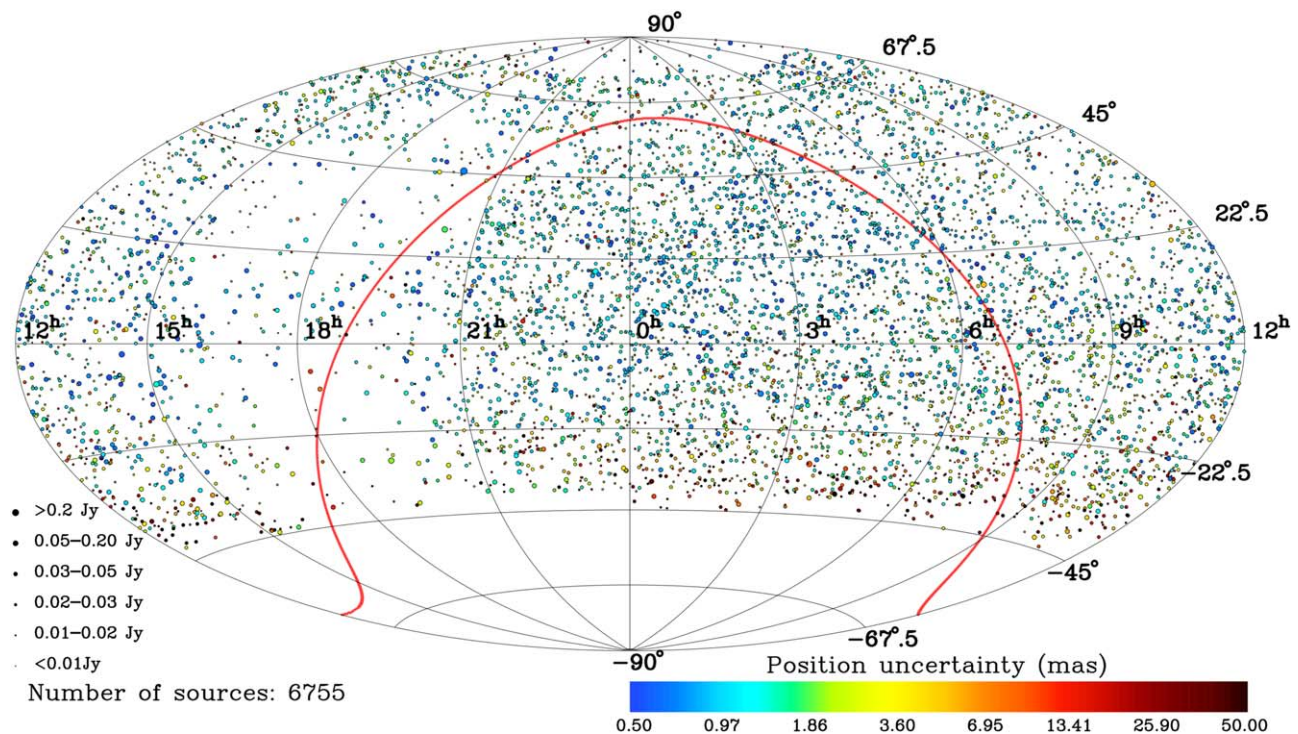 90°
67°.5
45°
22°.5
12h 15h 18h 21h 0h 3h 6h 9h 12h
−22°.5
>0.2 Jy
0.05−0.20 Jy
−45°
0.03−0.05 Jy
0.02−0.03 Jy
0.01−0.02 Jy
−67°.5
<0.01Jy
−90°
Position uncertainty (mas)
Number of sources: 6755
0.50 0.97 1.86 3.60 6.95 13.41 25.90 50.00